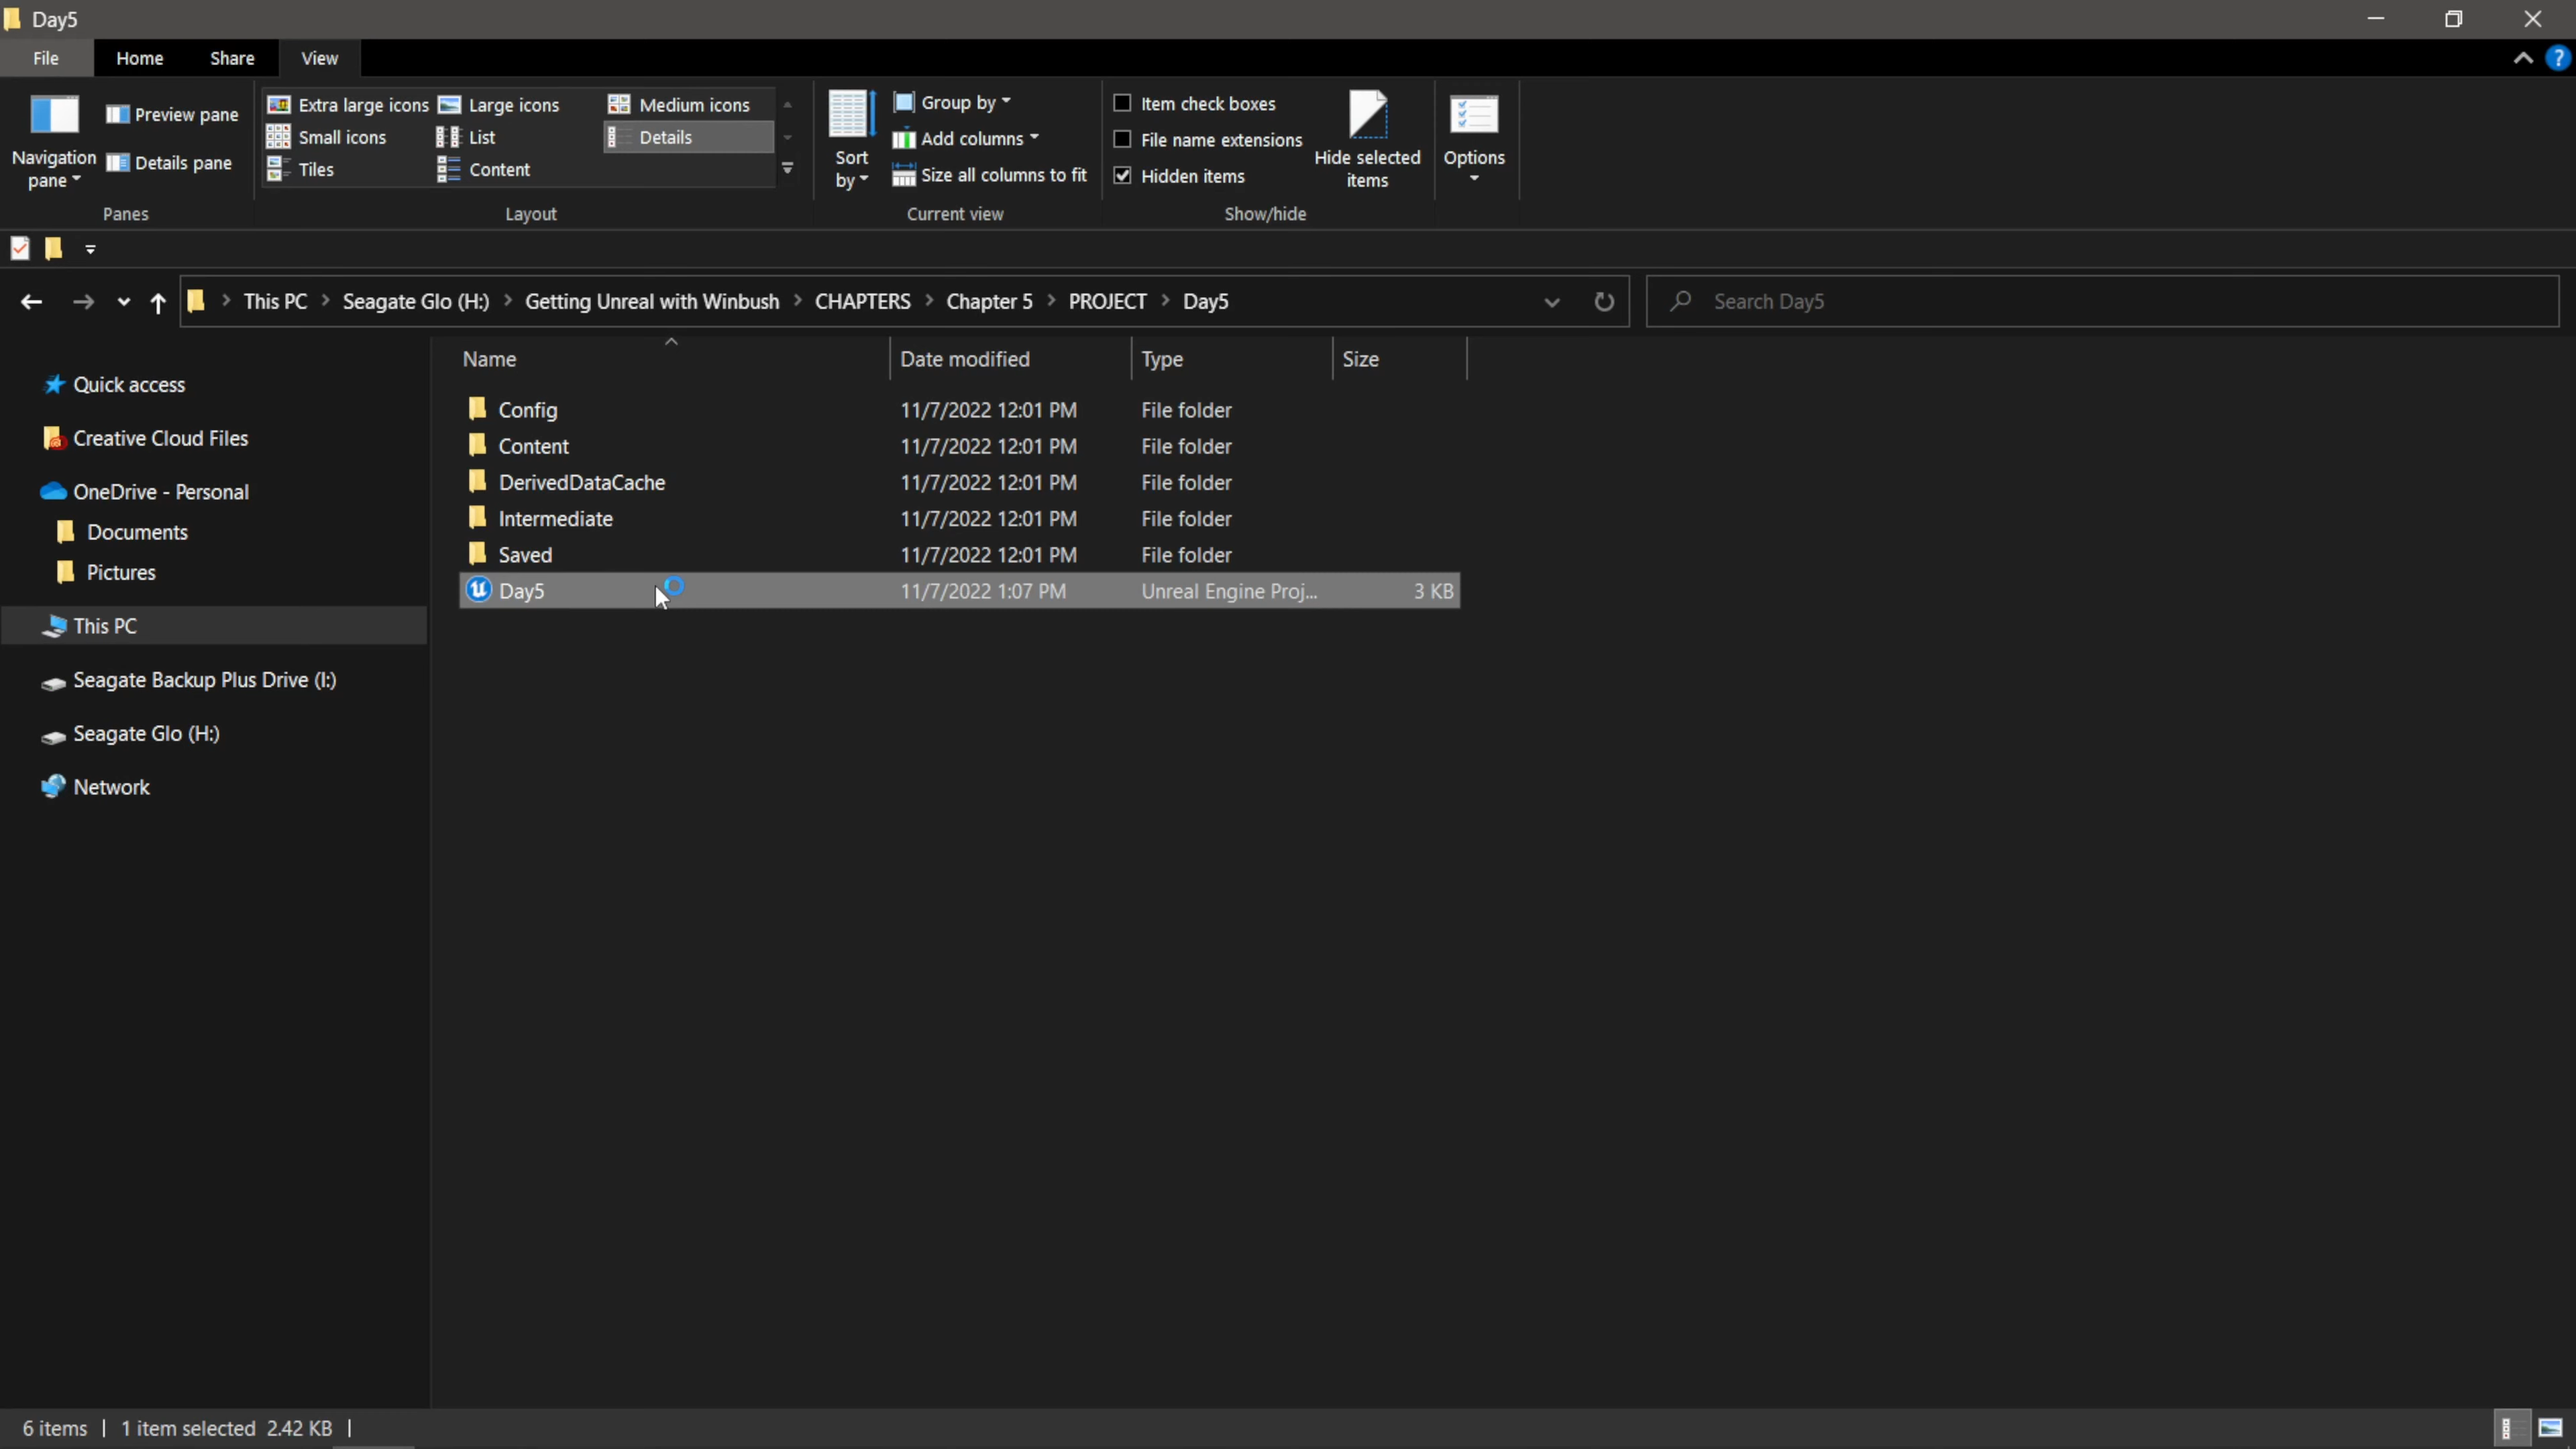 Day5
File Home Share View
Navigation pane Preview pane Details pane
Panes
Extra large icons Large icons Medium icons
Small icons List Details
Tiles Content
Layout
Sort by Group by
Add columns
Size all columns to fit
Current view
Item check boxes
File name extensions
Hidden items
Hide selected items
Show/hide
Options
This PC Seagate Glo (H:) Getting Unreal with Winbush CHAPTERS Chapter 5 PROJECT Day5
Search Day5
Quick access
Creative Cloud Files
OneDrive - Personal
Documents
Pictures
This PC
Seagate Backup Plus Drive (I:)
Seagate Glo (H:)
Network
Name Date modified Type Size
Config 11/7/2022 12:01 PM File folder
Content 11/7/2022 12:01 PM File folder
DerivedDataCache 11/7/2022 12:01 PM File folder
Intermediate 11/7/2022 12:01 PM File folder
Saved 11/7/2022 12:01 PM File folder
Day5 11/7/2022 1:07 PM Unreal Engine Proj... 3 KB
6 items 1 item selected 2.42 KB